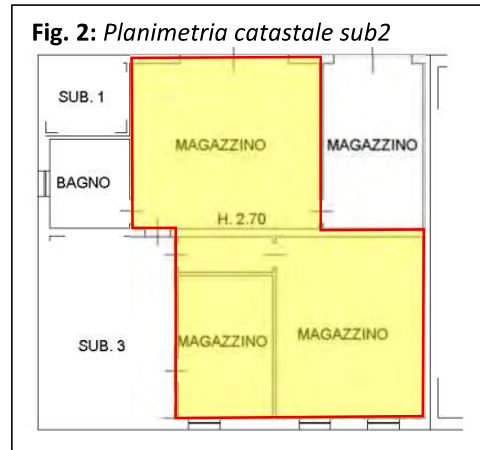 Fig. 2: Planimetria catastale sub2
SUB. 1
MAGAZZINO
MAGAZZINO
BAGNO
H. 2.70
SUB. 3
MAGAZZINO
MAGAZZINO